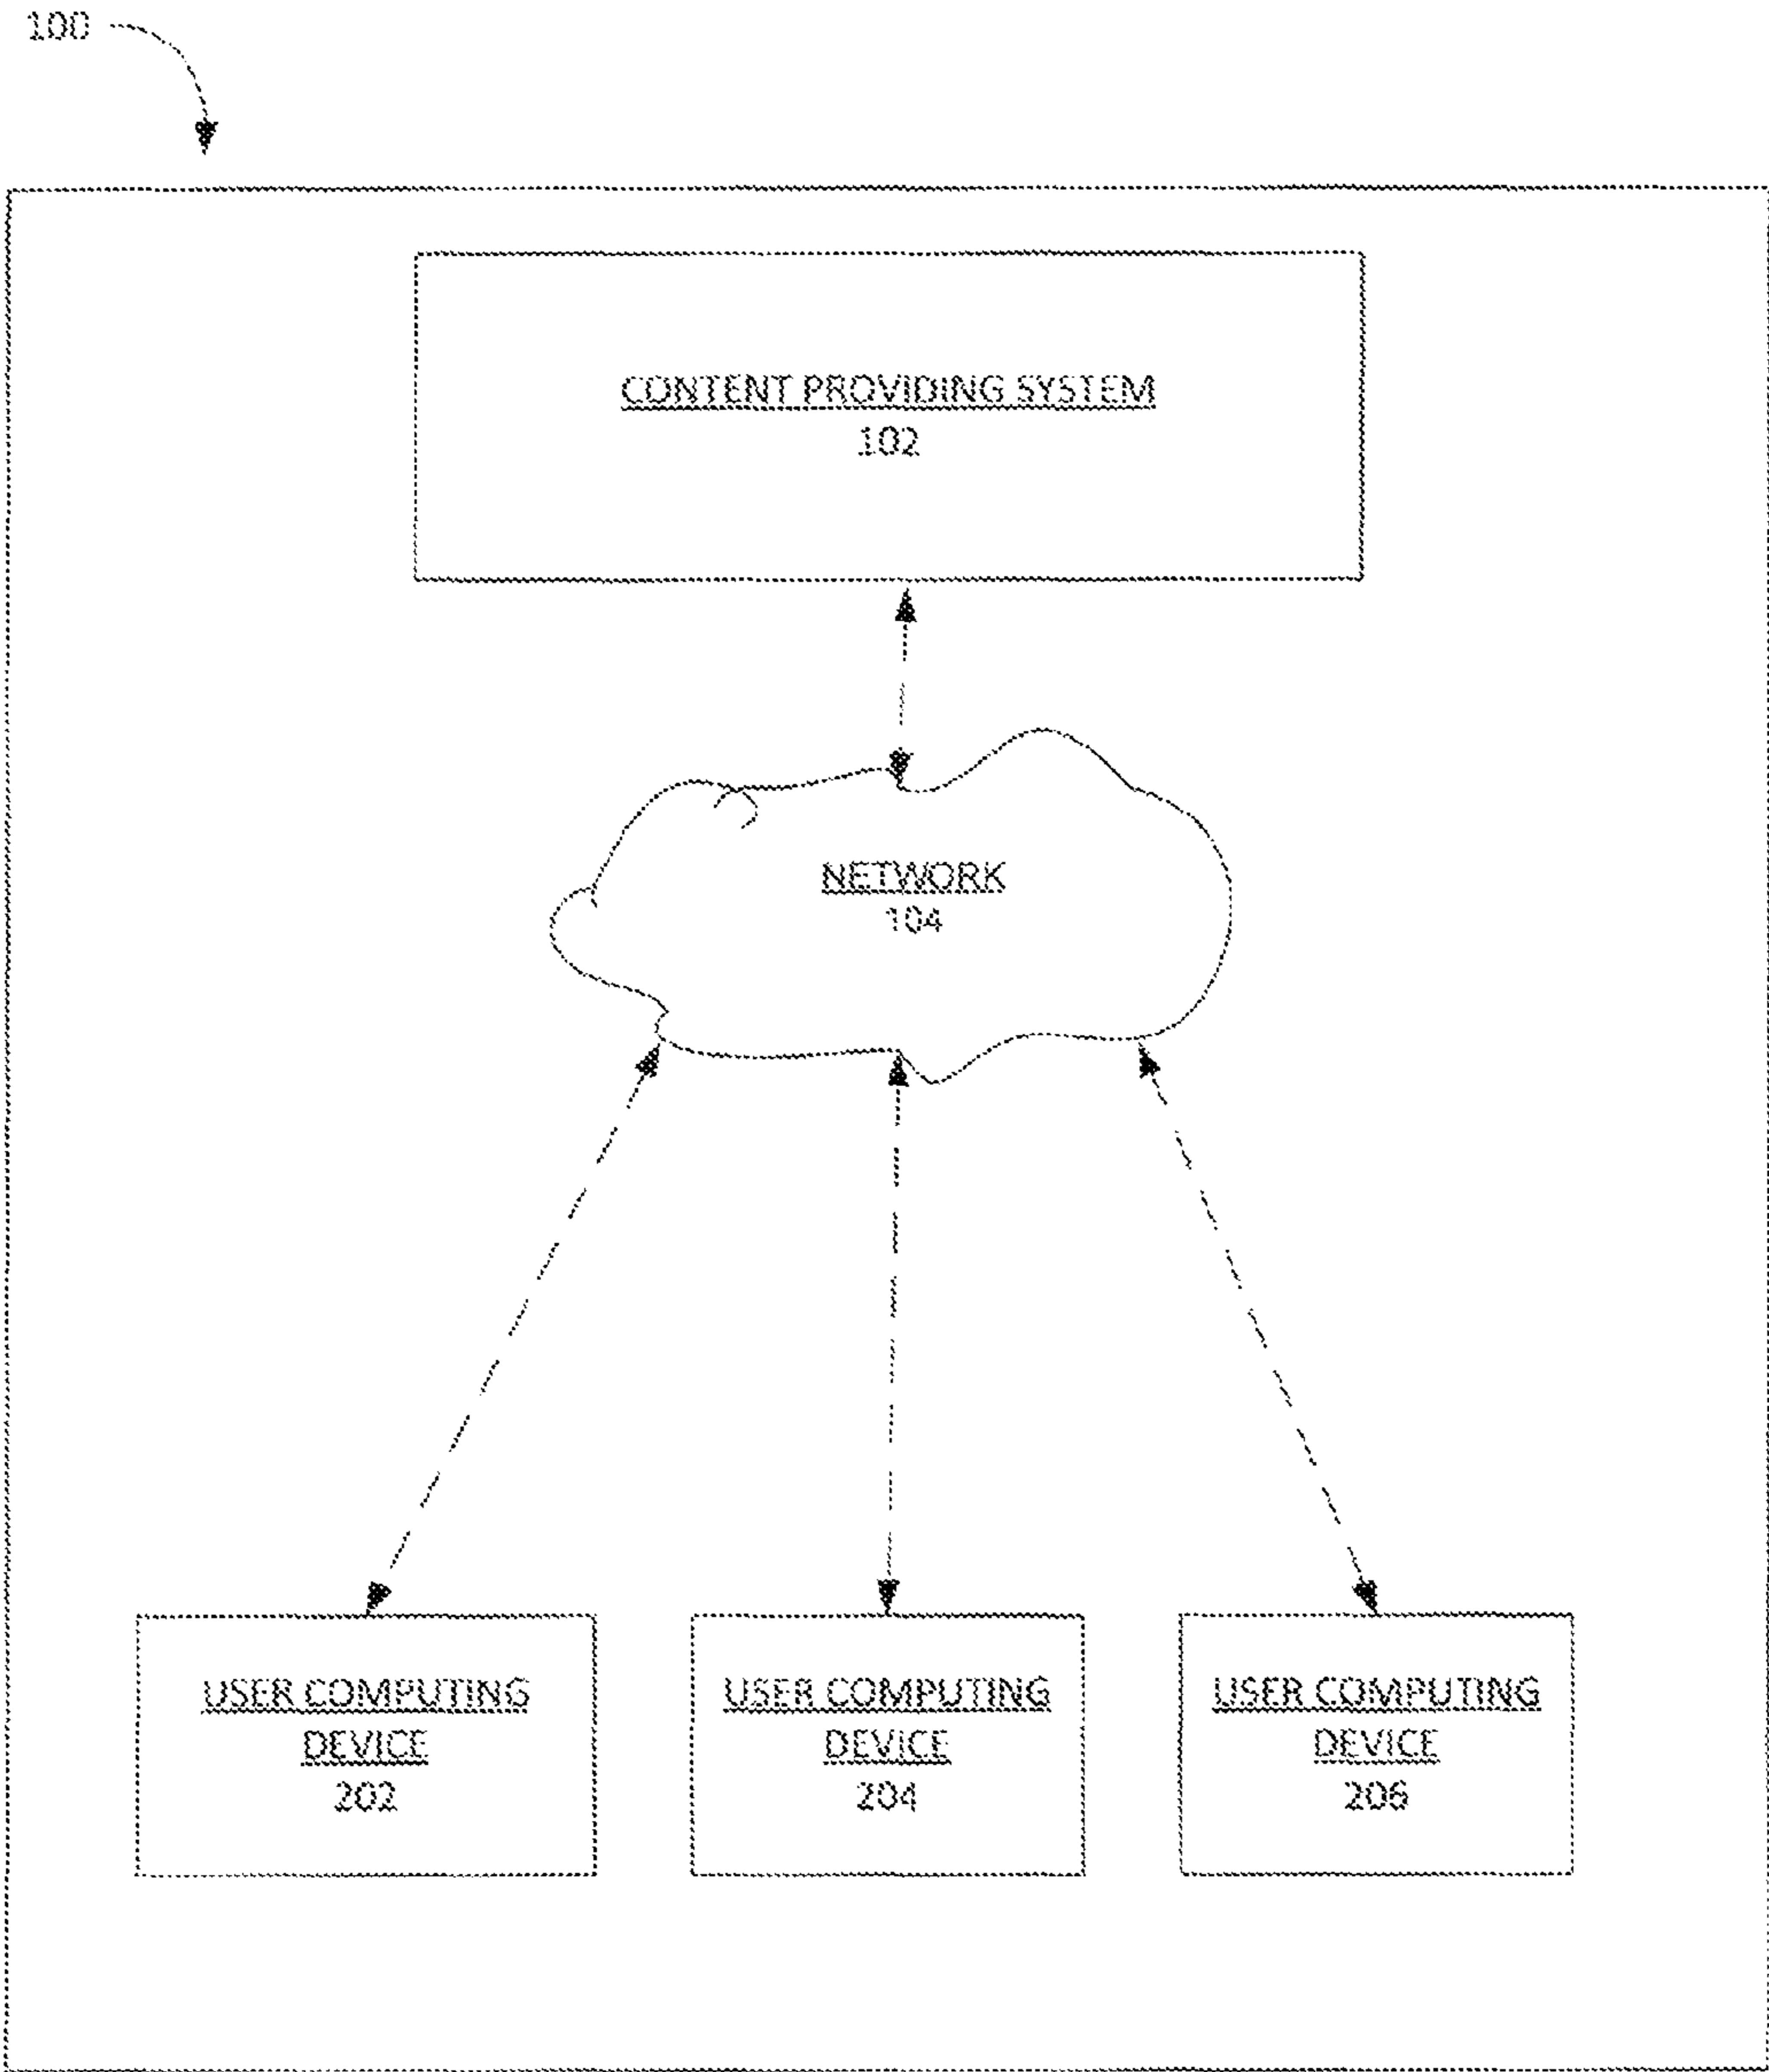 100
CONTENT PROVIDING SYSTEM
102
NETWORK
104
USER COMPUTING
DEVICE
202
USER COMPUTING
DEVICE
204
USER COMPUTING
DEVICE
206